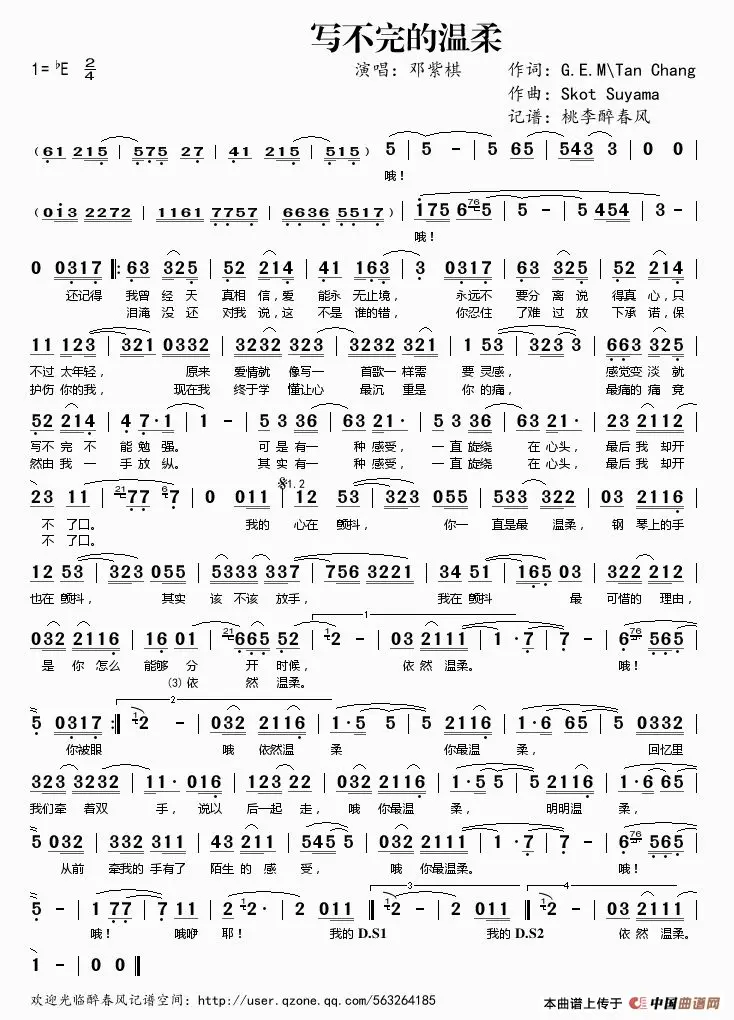 写不完的温柔
1=♭E 2/4
演唱：邓紫棋 作词：G.E.M\Tan Chang
作曲：Skot Suyama
记谱：桃李醉春风
(61 215 | 575 27 | 41 215 | 515) 5 | 5 - | 5 65 | 543 3 | 0 0 |
哦！
(013 2272 | 1161 7757 | 6636 5517) | 175 6 76 5 | 5 - | 5 454 | 3 - |
哦！
0 0317 |: 63 325 | 52 214 | 41 163 | 3 0317 | 63 325 | 52 214 |
还记得 我曾 经天 真相 信，爱 能永 无止境， 永远不 要分 离说 得真 心，只
泪淹 没还 对我 说，这 不是 谁的错， 你忍住 了难 过放 下承 诺，保
11 123 | 321 0332 | 3232 3232 | 3232 321 | 1 53 | 323 3 | 663 325 |
不过 太年轻， 原来 爱情就 像写一 首歌一 样需 要 灵感， 感觉变 淡 就
护伤 你的我， 现在我 终于学 懂让心 最沉 重是 你 的痛， 最痛的 痛 竟
52 214 | 4 7·1 | 1 - | 5 3 36 | 63 21· | 5 3 36 | 63 21· | 23 2112 |
写不 完 不 能 勉 强。 可 是 有一 种 感受， 一 直 旋绕 在 心头， 最后 我 却开
然由 我 一 手 放 纵。 其 实 有一 种 感受， 一 直 旋绕 在 心头， 最后 我 却开
23 11 | 21 77 6 7 | 0 011 𝄋1.2 | 12 53 | 323 055 | 533 322 | 03 2116 |
不 了口。 我的 心在 颤抖， 你一 直是最 温柔， 钢 琴上的手
不 了口。
12 53 | 323 055 | 5333 337 | 756 3221 | 34 51 | 165 03 | 322 212 |
也在 颤抖， 其实 该 不该 放手， 我在 颤抖 最 可惜的 理由，
1
032 2116 | 16 01 | 21 665 52 | 1 2 - | 03 2111 | 1 ·7 | 7 - | 6 76 565 |
是 你 怎么 能够 分 开 时候， 依 然 温柔。 哦！
(3)依 然 温柔。
2
5 0317 :| 1 2 - | 032 2116 | 1·5 5 | 5 2116 | 1·6 65 | 5 0332 |
你被眼 哦 依然温 柔 你最温 柔， 回忆里
323 3232 | 11· 016 | 123 22 | 032 2116 | 1·5 5 | 5 2116 | 1·6 65 |
我们牵 着双 手， 说以 后一起 走， 哦 你最温 柔， 明明温 柔，
5 032 | 332 311 | 43 211 | 545 5 | 032 2111 | 1 ·7 | 7 - | 6 76 565 |
从前 牵我的 手有了 陌生 的 感 受， 哦 你最温柔。 哦！
3 4
5 - | 1 77 | 7 11 | 2 12· | 2 011 ‖ 1 2 - | 2 011 ‖ 1 2 - | 03 2111 |
哦！ 哦咿 耶！ 我的 D.S1 我的 D.S2 依 然 温柔。
1 - | 0 0 ‖
欢迎光临醉春风记谱空间：http://user.qzone.qq.com/563264185
本曲谱上传于 中国曲谱网